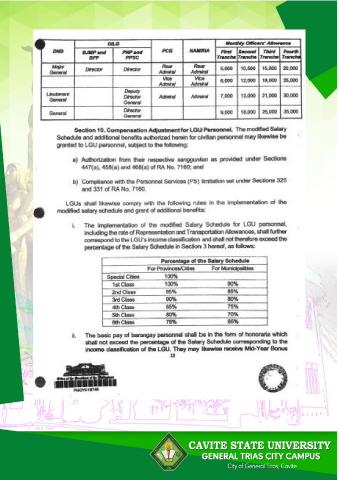 DND
DILG
BJMP and BFP
PNP and PPSC
PCG
NAMRIA
Monthly Officers' Allowance
First Tranche
Second Tranche
Third Tranche
Fourth Tranche
Major General
Director
Director
Rear Admiral
Rear Admiral
5,000 10,500 15,000 20,000
Vice Admiral
Vice Admiral
6,000 12,000 18,000 25,000
Lieutenant General
Deputy Director General
Admiral
Admiral
7,000 13,000 21,000 30,000
General
Director General
9,000 18,000 25,000 35,000
Section 10. Compensation Adjustment for LGU Personnel. The modified Salary
Schedule and additional benefits authorized herein for civilian personnel may likewise be
granted to LGU personnel, subject to the following:
a) Authorization from their respective sanggunian as provided under Sections
447(a), 458(a) and 468(a) of RA No. 7160; and
b) Compliance with the Personnel Services (PS) limitation set under Sections 325
and 331 of RA No. 7160.
LGUs shall likewise comply with the following rules in the implementation of the
modified salary schedule and grant of additional benefits:
i. The implementation of the modified Salary Schedule for LGU personnel,
including the rate of Representation and Transportation Allowances, shall further
correspond to the LGU's income classification and shall not therefore exceed the
percentage of the Salary Schedule in Section 3 hereof, as follows:
Percentage of the Salary Schedule
For Provinces/Cities For Municipalities
Special Cities 100%
1st Class 100% 90%
2nd Class 95% 85%
3rd Class 90% 80%
4th Class 85% 75%
5th Class 80% 70%
6th Class 75% 65%
ii. The basic pay of barangay personnel shall be in the form of honoraria which
shall not exceed the percentage of the Salary Schedule corresponding to the
income classification of the LGU. They may likewise receive Mid-Year Bonus
10
CAVITE STATE UNIVERSITY
GENERAL TRIAS CITY CAMPUS
City of General Trias, Cavite